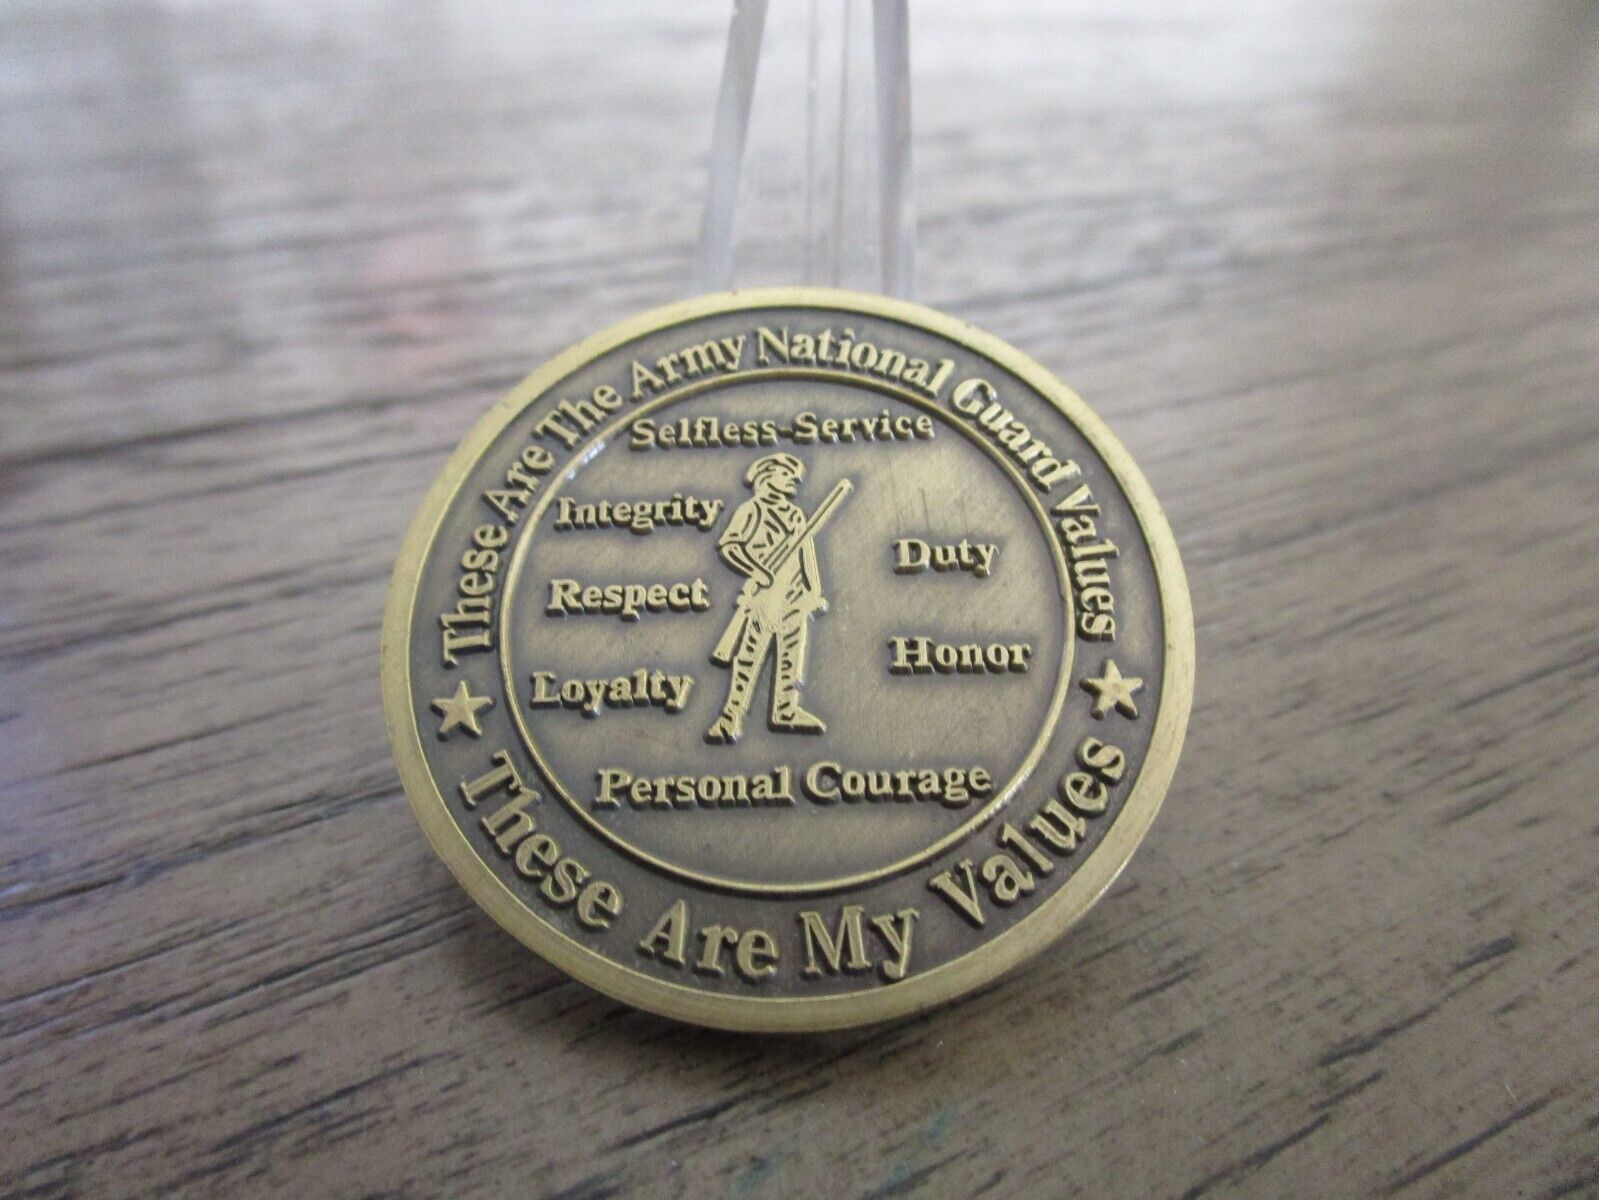 These Are The Army National Guard Values
Selfless-Service
Integrity
Respect
Loyalty
Duty
Honor
Personal Courage
These Are My Values